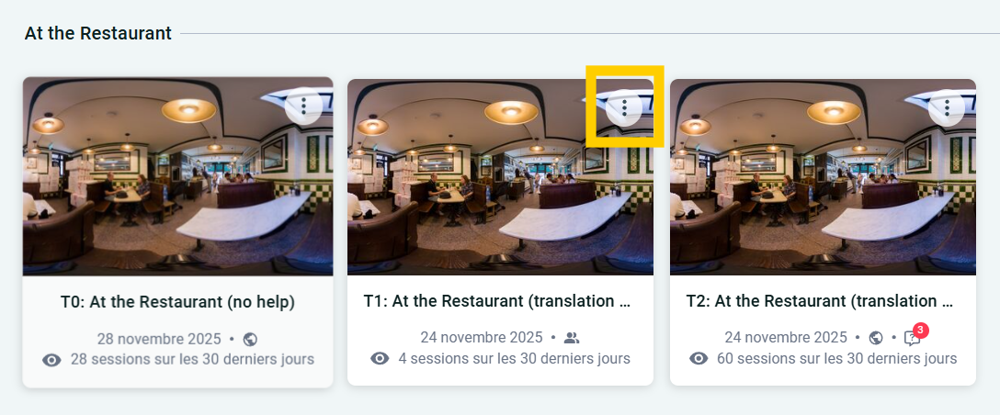 At the Restaurant
T0: At the Restaurant (no help)
28 novembre 2025 •
28 sessions sur les 30 derniers jours
T1: At the Restaurant (translation ...
24 novembre 2025 •
4 sessions sur les 30 derniers jours
T2: At the Restaurant (translation ...
24 novembre 2025 • • 3
60 sessions sur les 30 derniers jours